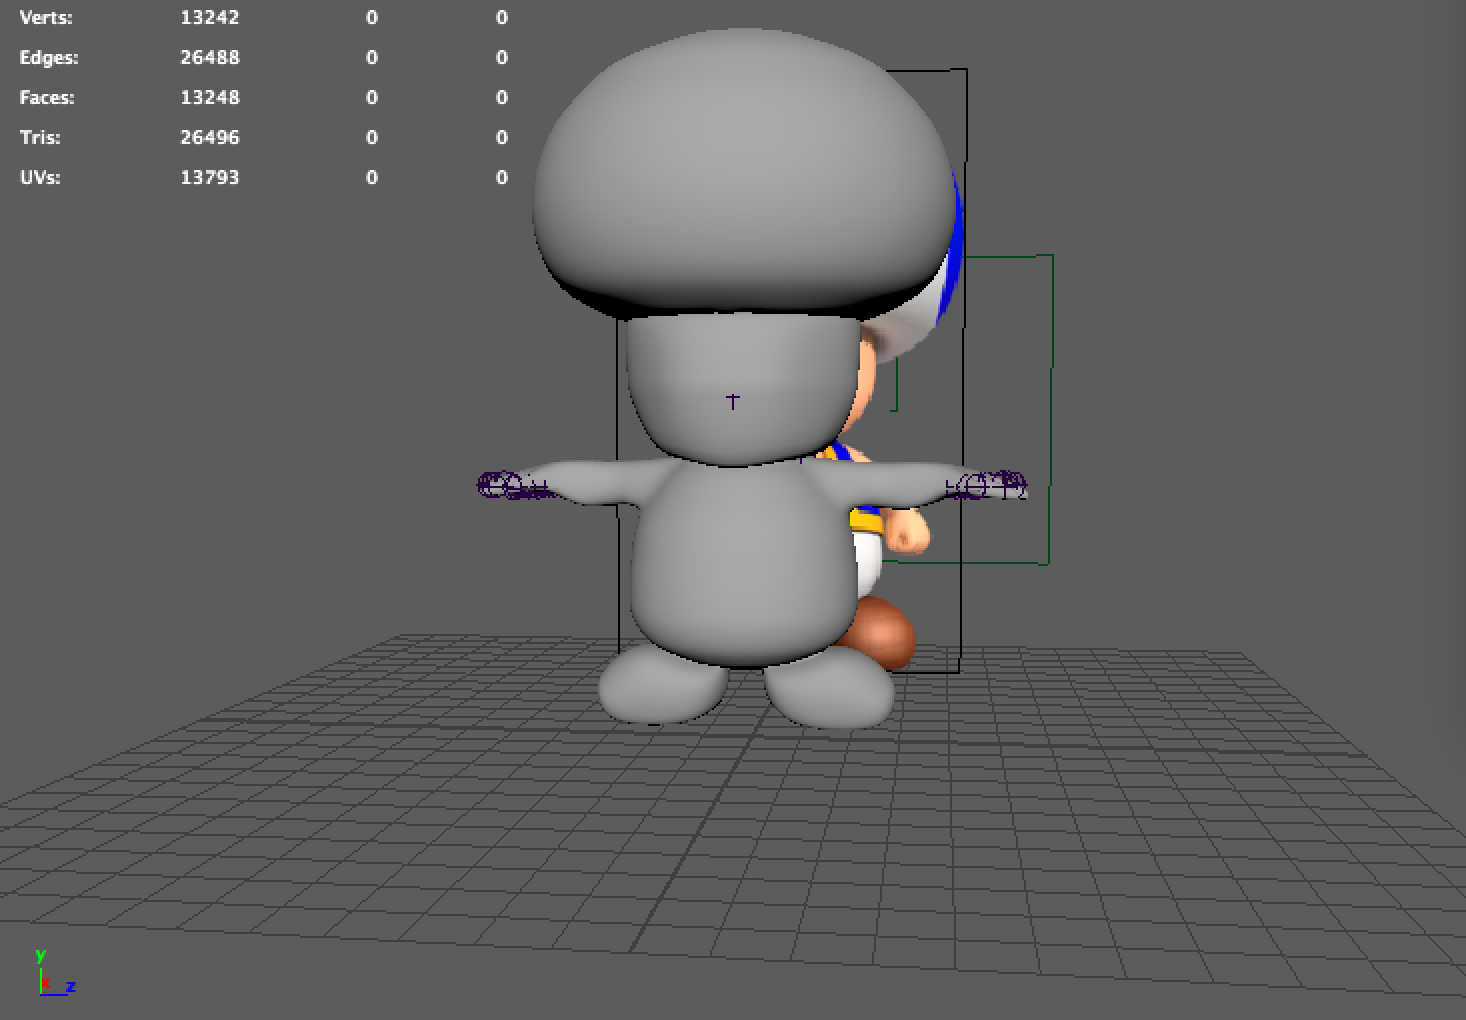 Verts: 13242 0 0
Edges: 26488 0 0
Faces: 13248 0 0
Tris: 26496 0 0
UVs: 13793 0 0
y
x z